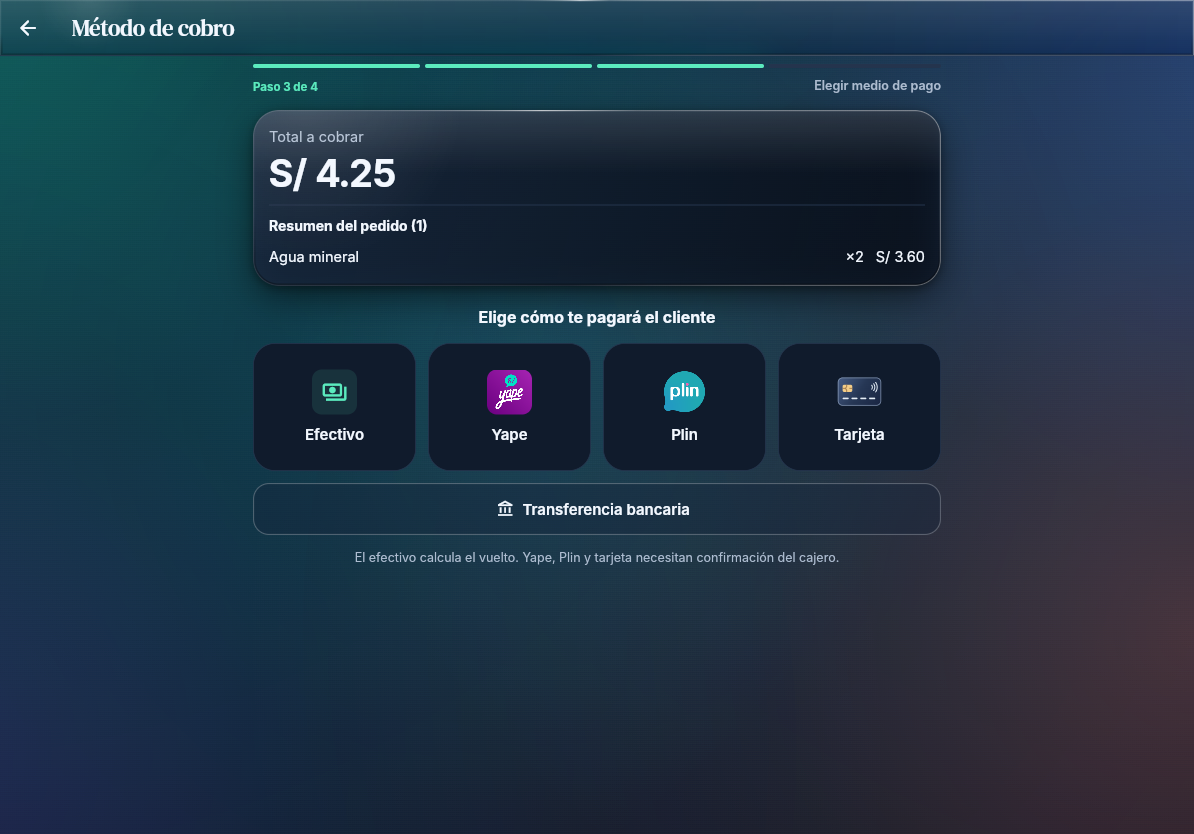 Método de cobro
Paso 3 de 4
Elegir medio de pago
Total a cobrar
S/ 4.25
Resumen del pedido (1)
Agua mineral ×2 S/ 3.60
Elige cómo te pagará el cliente
yape
plin
Efectivo
Yape
Plin
Tarjeta
Transferencia bancaria
El efectivo calcula el vuelto. Yape, Plin y tarjeta necesitan confirmación del cajero.